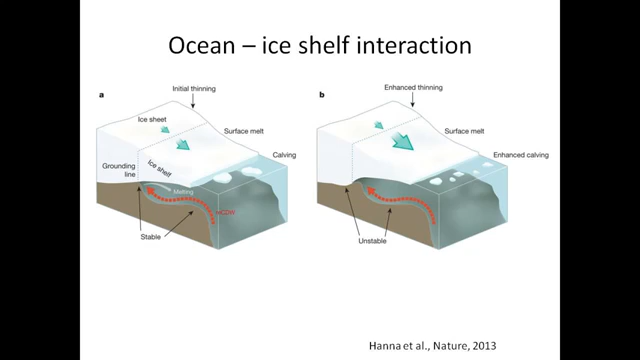 Ocean – ice shelf interaction
a
Initial thinning
Ice sheet
Surface melt
Calving
Grounding
line
Ice shelf
Melting
mCDW
Stable
b
Enhanced thinning
Surface melt
Enhanced calving
Unstable
Hanna et al., Nature, 2013